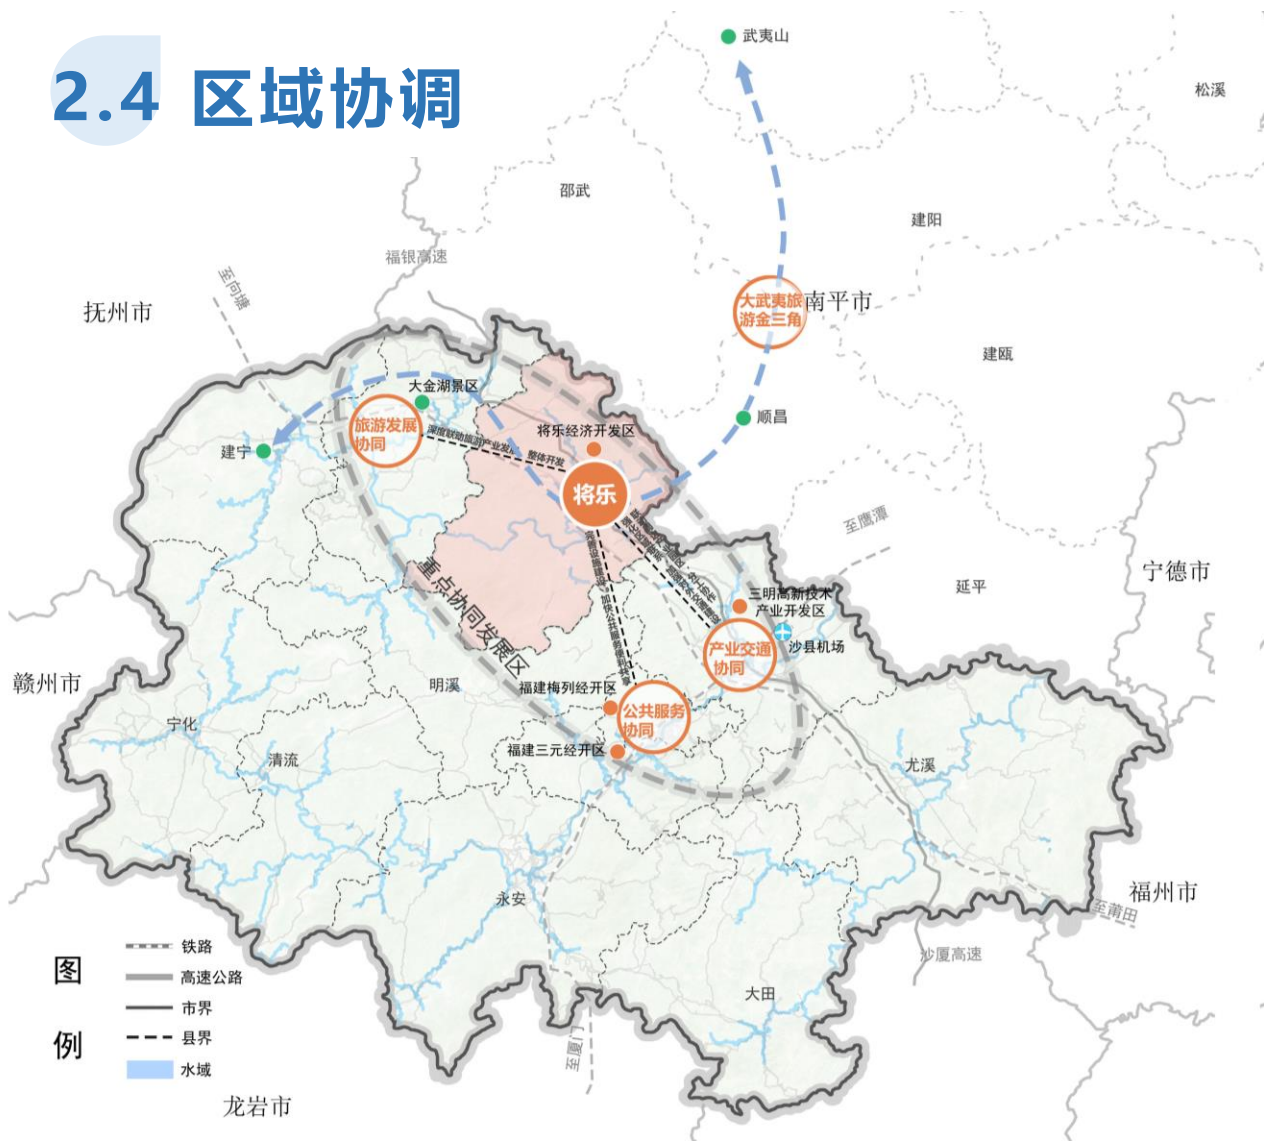 2.4 区域协调
武夷山
松溪
邵武
建阳
福银高速
至向塘
抚州市
大武夷旅
游金三角
南平市
建瓯
大金湖景区
顺昌
旅游发展
协同
将乐经济开发区
建宁
整体开发
将乐
至鹰潭
重点协同发展区
延平
宁德市
三明高新技术
产业开发区
沙县机场
产业交通
协同
赣州市
明溪
福建梅列经开区
公共服务
协同
宁化
福建三元经开区
清流
尤溪
永安
福州市
至莆田
沙厦高速
大田
至厦门
龙岩市
图
例
铁路
高速公路
市界
县界
水域